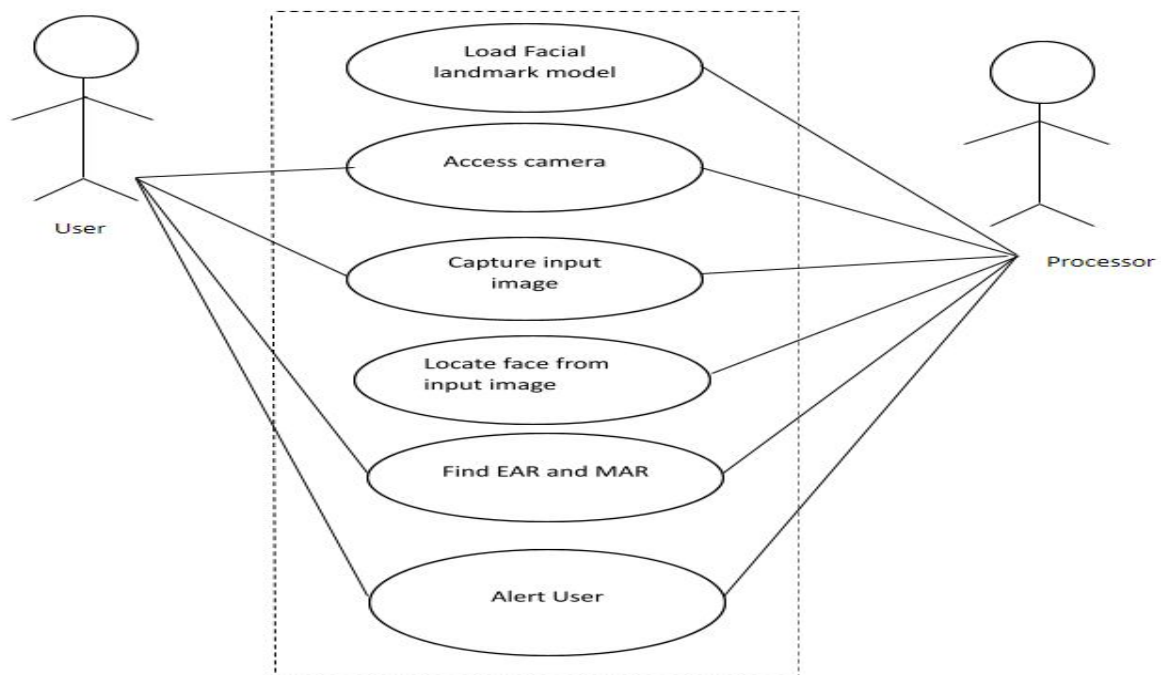 Load Facial
landmark model
Access camera
User
Capture input
image
Processor
Locate face from
input image
Find EAR and MAR
Alert User